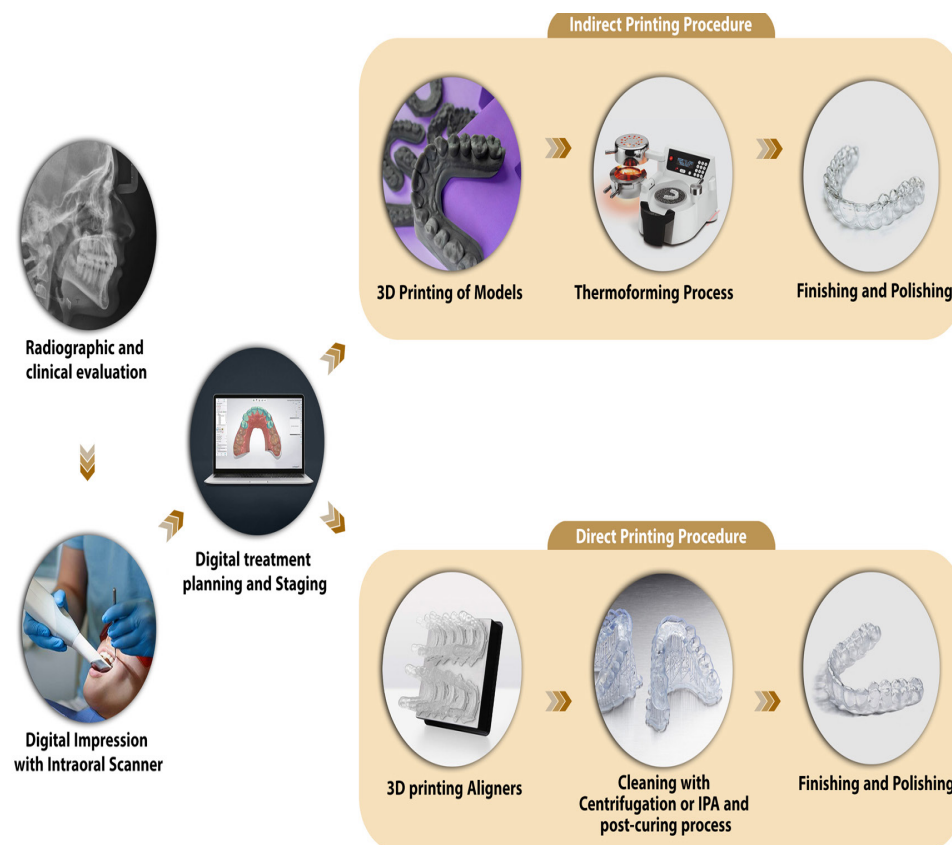 Indirect Printing Procedure
3D Printing of Models
Thermoforming Process
Finishing and Polishing
Radiographic and
clinical evaluation
Digital treatment
planning and Staging
Digital Impression
with Intraoral Scanner
Direct Printing Procedure
3D printing Aligners
Cleaning with
Centrifugation or IPA and
post-curing process
Finishing and Polishing